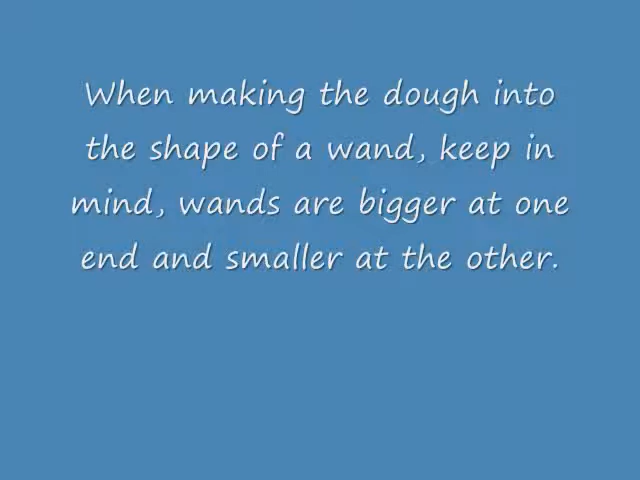 When making the dough into
the shape of a wand, keep in
mind, wands are bigger at one
end and smaller at the other.